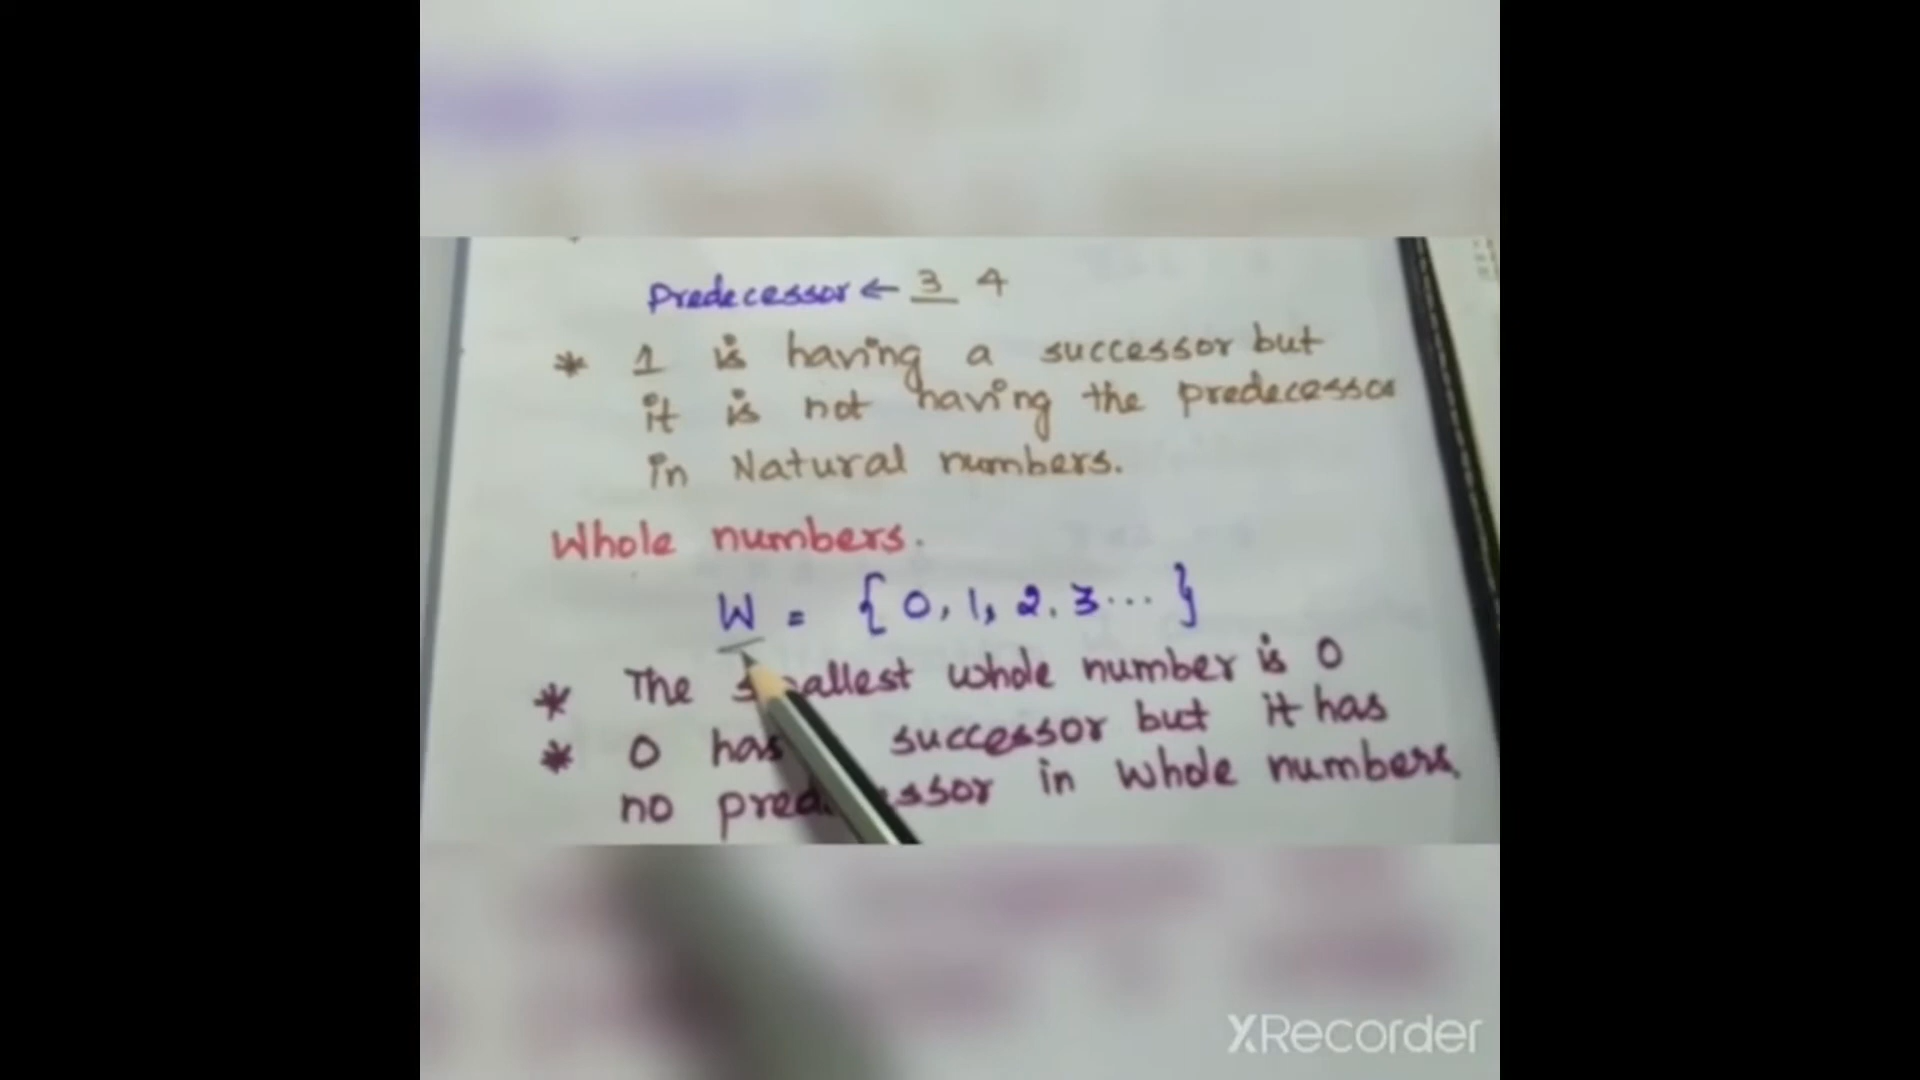 Predecessor ← 3 4
* 1 is having a successor but
it is not having the predecesso
in Natural numbers.
Whole numbers.
W = { 0, 1, 2. 3... }
* The smallest whole number is 0
* 0 has successor but it has
no predecessor in whole numbers.
XRecorder